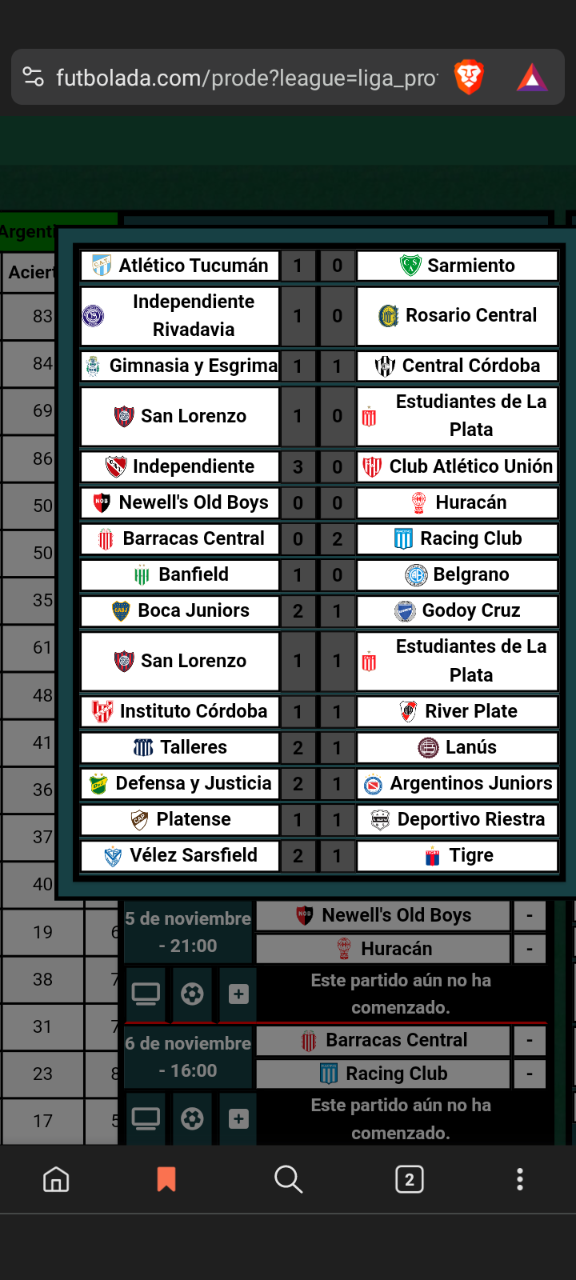 futbolada.com/prode?league=liga_pro
Argent
Aciert
83
84
69
86
50
50
35
61
48
41
36
37
40
19
38
31
23
17
Atlético Tucumán 1 0 Sarmiento
Independiente
Rivadavia 1 0 Rosario Central
Gimnasia y Esgrima 1 1 Central Córdoba
San Lorenzo 1 0 Estudiantes de La
Plata
Independiente 3 0 Club Atlético Unión
Newell's Old Boys 0 0 Huracán
Barracas Central 0 2 Racing Club
Banfield 1 0 Belgrano
Boca Juniors 2 1 Godoy Cruz
San Lorenzo 1 1 Estudiantes de La
Plata
Instituto Córdoba 1 1 River Plate
Talleres 2 1 Lanús
Defensa y Justicia 2 1 Argentinos Juniors
Platense 1 1 Deportivo Riestra
Vélez Sarsfield 2 1 Tigre
5 de noviembre
- 21:00
Newell's Old Boys -
Huracán -
Este partido aún no ha
comenzado.
6 de noviembre
- 16:00
Barracas Central -
Racing Club -
Este partido aún no ha
comenzado.
2